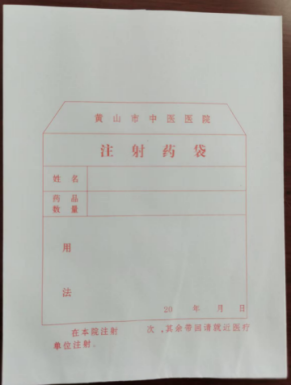 黄山市中医医院
注射药袋
姓名
药品
数量
用
法
20 年 月 日
在本院注射 次,其余带回请就近医疗
单位注射.